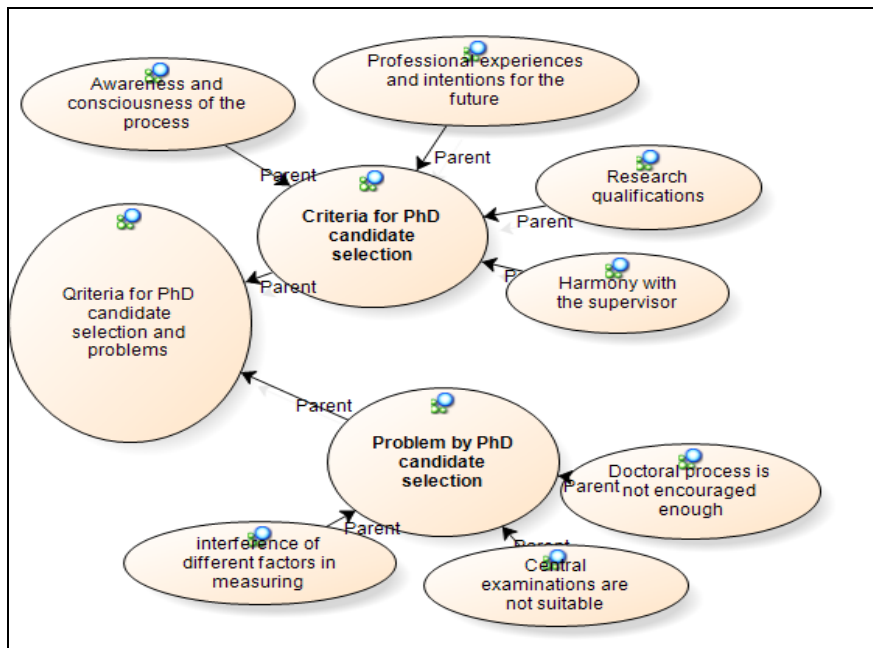 Awareness and
consciousness of the
process
Professional experiences
and intentions for the
future
Parent
Parent
Research
qualifications
Parent
Criteria for PhD
candidate
selection
Harmony with
the supervisor
Parent
Qriteria for PhD
candidate
selection and
problems
Parent
Problem by PhD
candidate
selection
Doctoral process is
not encouraged
enough
Parent
Parent
interference of
different factors in
measuring
Central
examinations are
not suitable